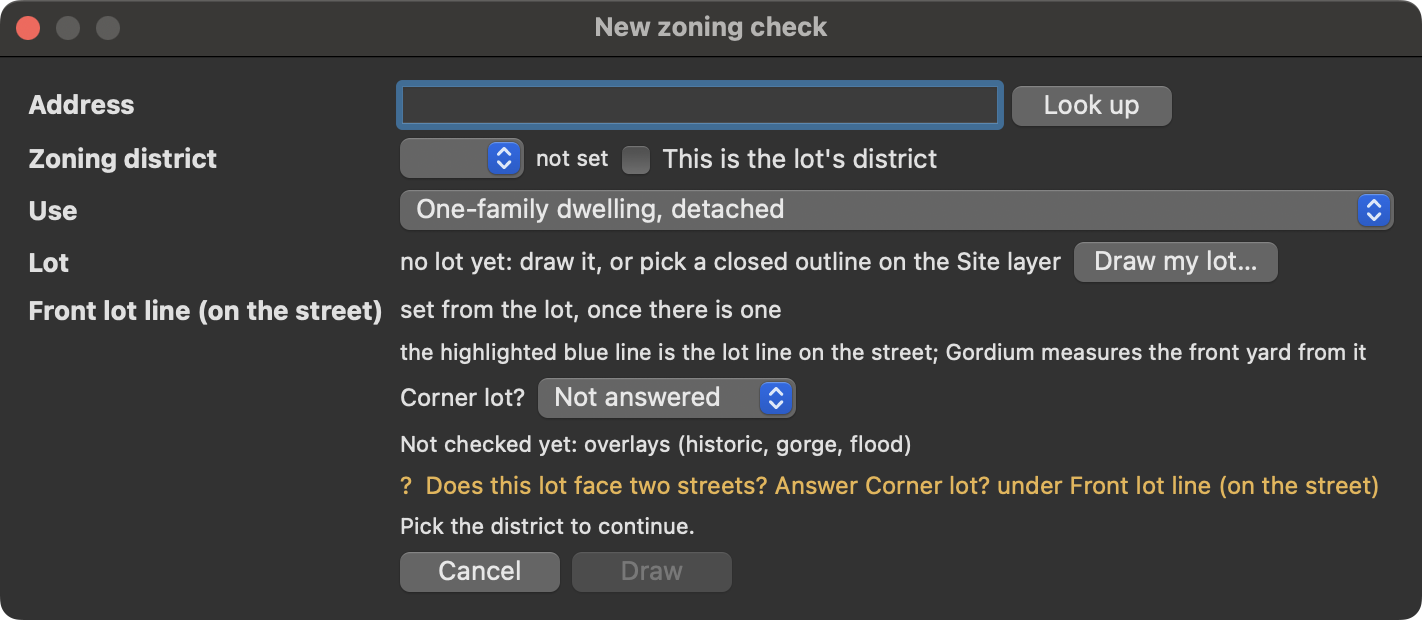 New zoning check
Address
Look up
Zoning district
not set
This is the lot's district
Use
One-family dwelling, detached
Lot
no lot yet: draw it, or pick a closed outline on the Site layer
Draw my lot...
Front lot line (on the street)
set from the lot, once there is one
the highlighted blue line is the lot line on the street; Gordium measures the front yard from it
Corner lot?
Not answered
Not checked yet: overlays (historic, gorge, flood)
? Does this lot face two streets? Answer Corner lot? under Front lot line (on the street)
Pick the district to continue.
Cancel
Draw